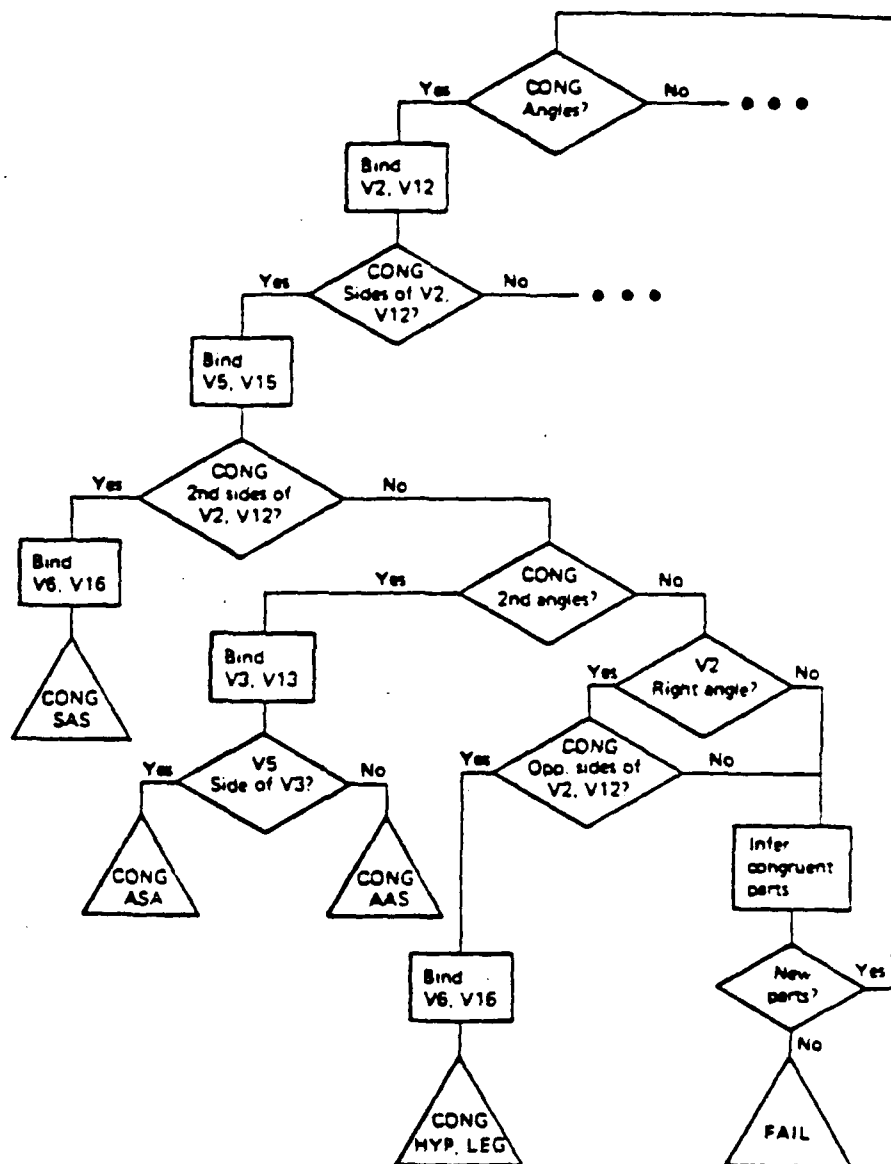 Yes
CONG
Angles?
No
Bind
V2, V12
Yes
CONG
Sides of V2,
V12?
No
Bind
V5, V15
Yes
CONG
2nd sides of
V2, V12?
No
Bind
V6, V16
CONG
SAS
Yes
CONG
2nd angles?
No
Bind
V3, V13
Yes
V2
Right angle?
No
Yes
V5
Side of V3?
No
Yes
CONG
Opp. sides of
V2, V12?
No
CONG
ASA
CONG
AAS
Infer
congruent
parts
Bind
V6, V16
New
parts?
Yes
No
CONG
HYP, LEG
FAIL